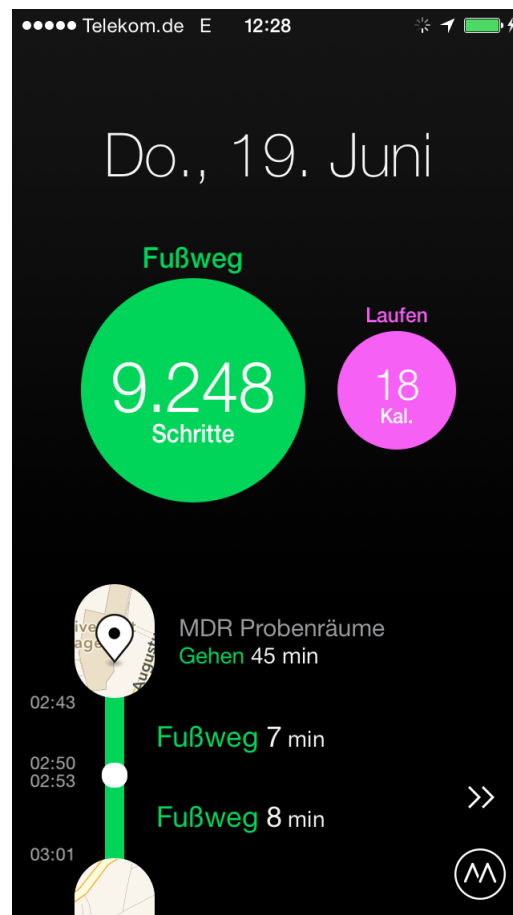 Telekom.de E 12:28
Do., 19. Juni
Fußweg
9.248
Schritte
Laufen
18
Kal.
MDR Probenräume
Gehen 45 min
02:43
Fußweg 7 min
02:50
02:53
Fußweg 8 min
03:01